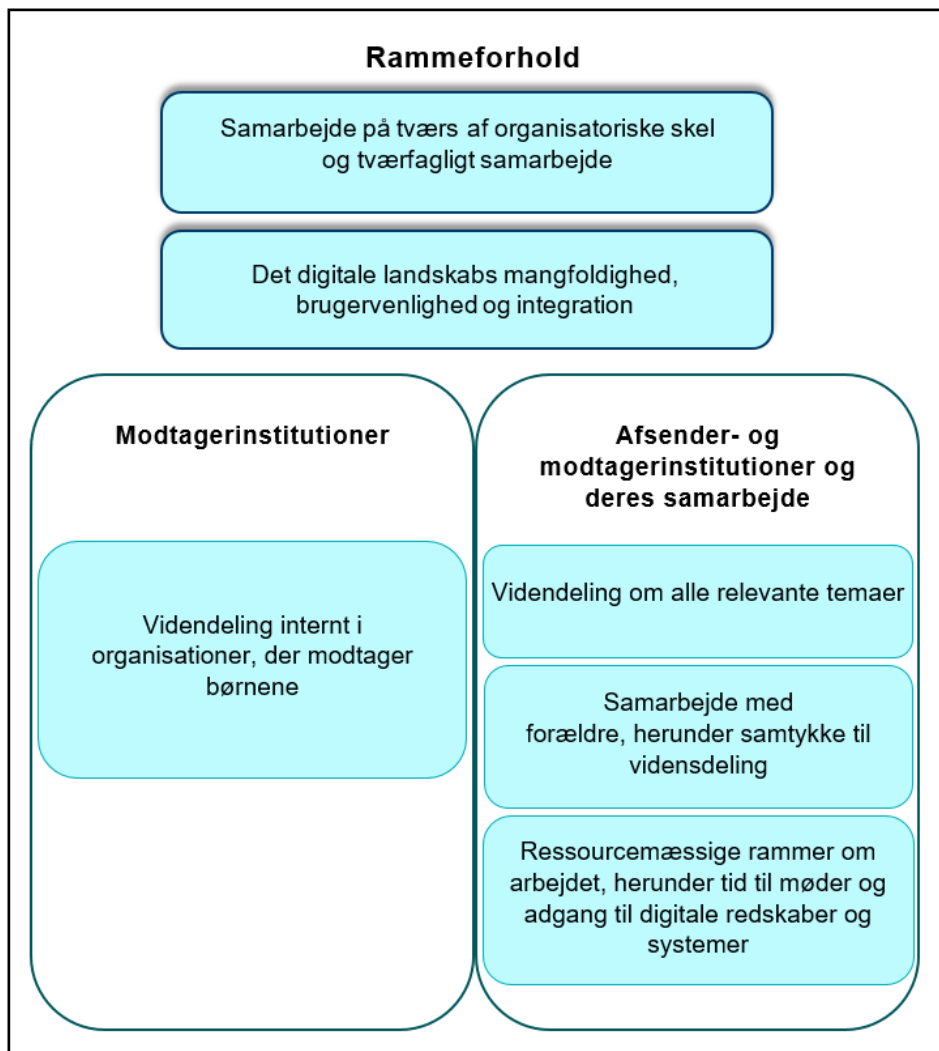 Rammeforhold
Samarbejde på tværs af organisatoriske skel
og tværfagligt samarbejde
Det digitale landskabs mangfoldighed,
brugervenlighed og integration
Modtagerinstitutioner
Videndeling internt i
organisationer, der modtager
børnene
Afsender- og
modtagerinstitutioner og
deres samarbejde
Videndeling om alle relevante temaer
Samarbejde med
forældre, herunder samtykke til
vidensdeling
Ressourcemæssige rammer om
arbejdet, herunder tid til møder og
adgang til digitale redskaber og
systemer